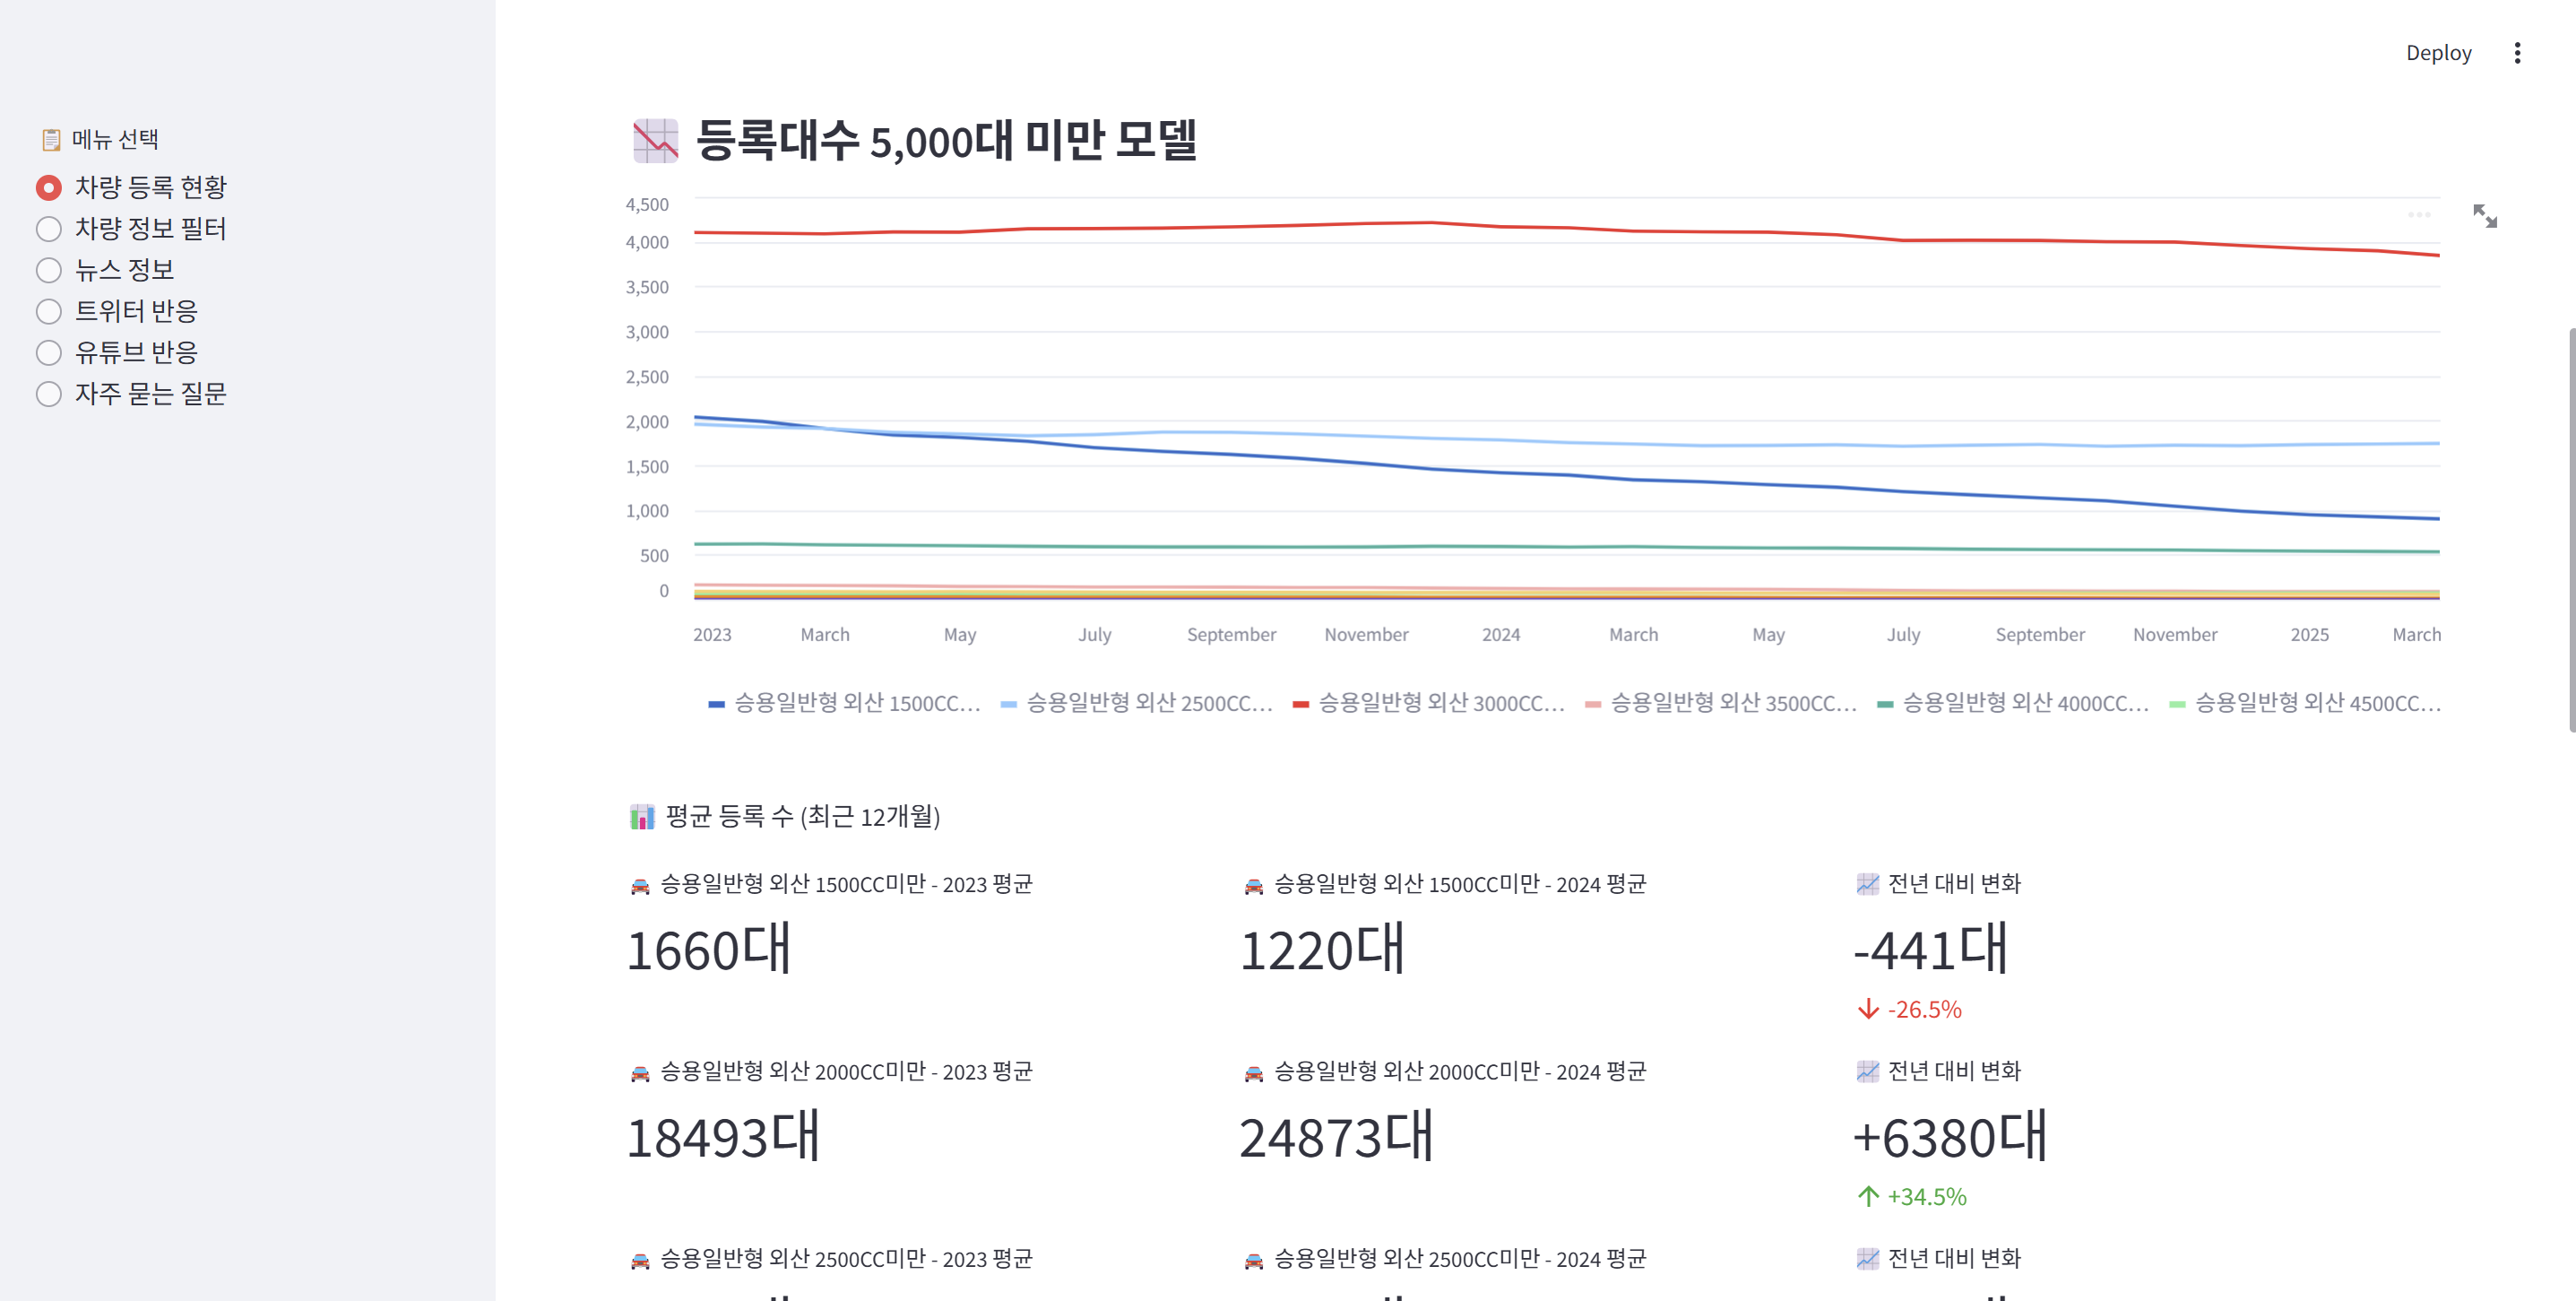 Deploy
메뉴 선택
차량 등록 현황
차량 정보 필터
뉴스 정보
트위터 반응
유튜브 반응
자주 묻는 질문
등록대수 5,000대 미만 모델
4,500
4,000
3,500
3,000
2,500
2,000
1,500
1,000
500
0
2023 March May July September November 2024 March May July September November 2025 March
승용일반형 외산 1500CC… 승용일반형 외산 2500CC… 승용일반형 외산 3000CC… 승용일반형 외산 3500CC… 승용일반형 외산 4000CC… 승용일반형 외산 4500CC…
평균 등록 수 (최근 12개월)
승용일반형 외산 1500CC미만 - 2023 평균 승용일반형 외산 1500CC미만 - 2024 평균 전년 대비 변화
1660대 1220대 -441대
-26.5%
승용일반형 외산 2000CC미만 - 2023 평균 승용일반형 외산 2000CC미만 - 2024 평균 전년 대비 변화
18493대 24873대 +6380대
+34.5%
승용일반형 외산 2500CC미만 - 2023 평균 승용일반형 외산 2500CC미만 - 2024 평균 전년 대비 변화